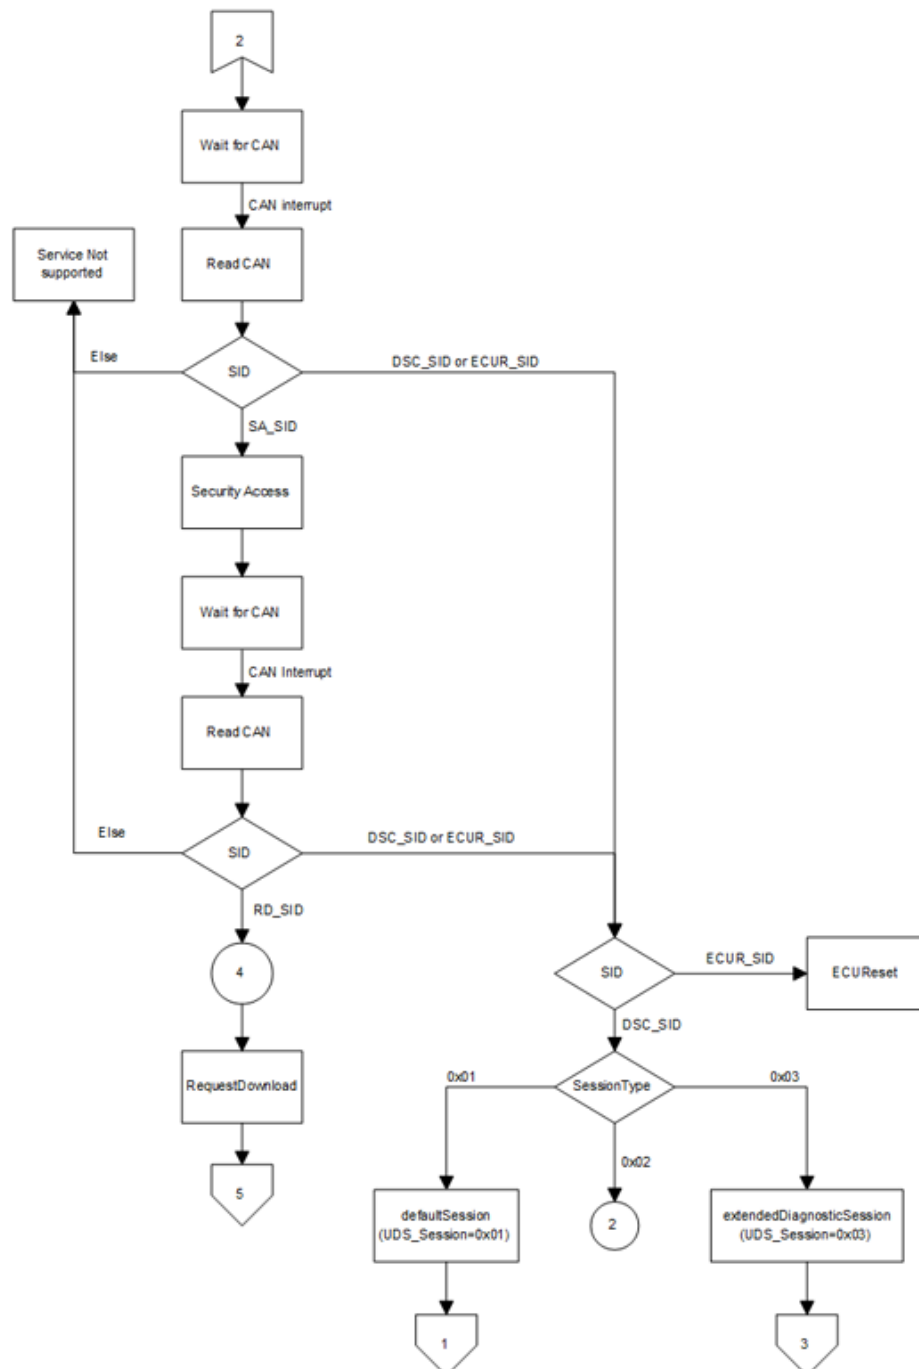 2
Wait for CAN
CAN interrupt
Service Not
supported
Read CAN
Else
SID
DSC_SID or ECUR_SID
SA_SID
Security Access
Wait for CAN
CAN Interrupt
Read CAN
Else
SID
DSC_SID or ECUR_SID
RD_SID
4
SID
ECUR_SID
ECUReset
DSC_SID
RequestDownload
0x01
SessionType
0x03
0x02
5
defaultSession
(UDS_Session=0x01)
2
extendedDiagnosticSession
(UDS_Session=0x03)
1
3